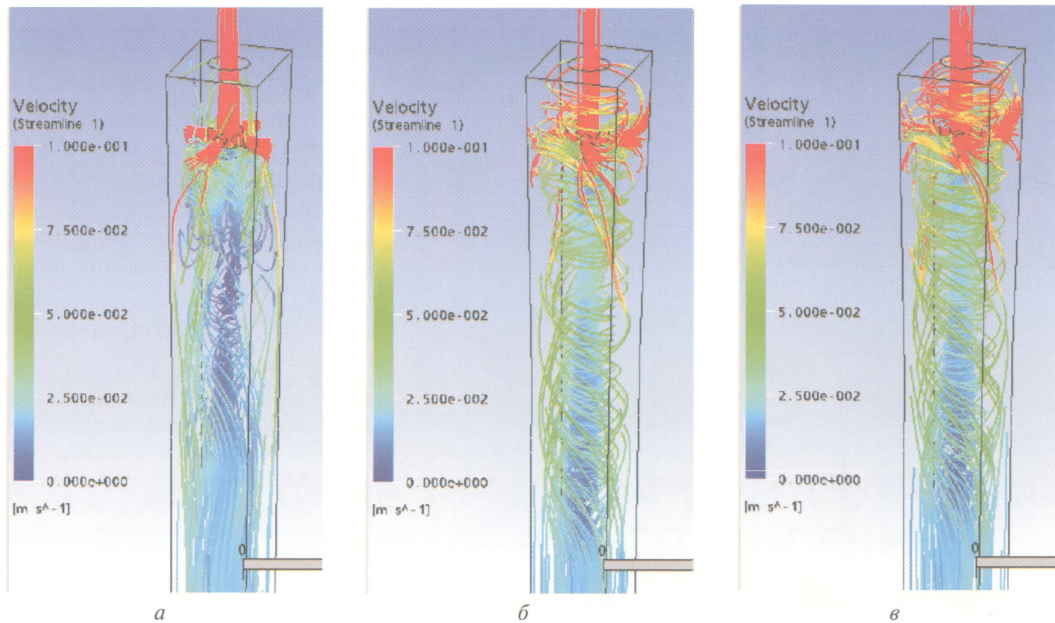 Velocity
(Streamline 1)
1.000e-001
7.500e-002
5.000e-002
2.500e-002
0.000e+000
[m s^-1]
0
а
Velocity
(Streamline 1)
1.000e-001
7.500e-002
5.000e-002
2.500e-002
0.000e+000
[m s^-1]
0
б
Velocity
(Streamline 1)
1.000e-001
7.500e-002
5.000e-002
2.500e-002
0.000e+000
[m s^-1]
0
в